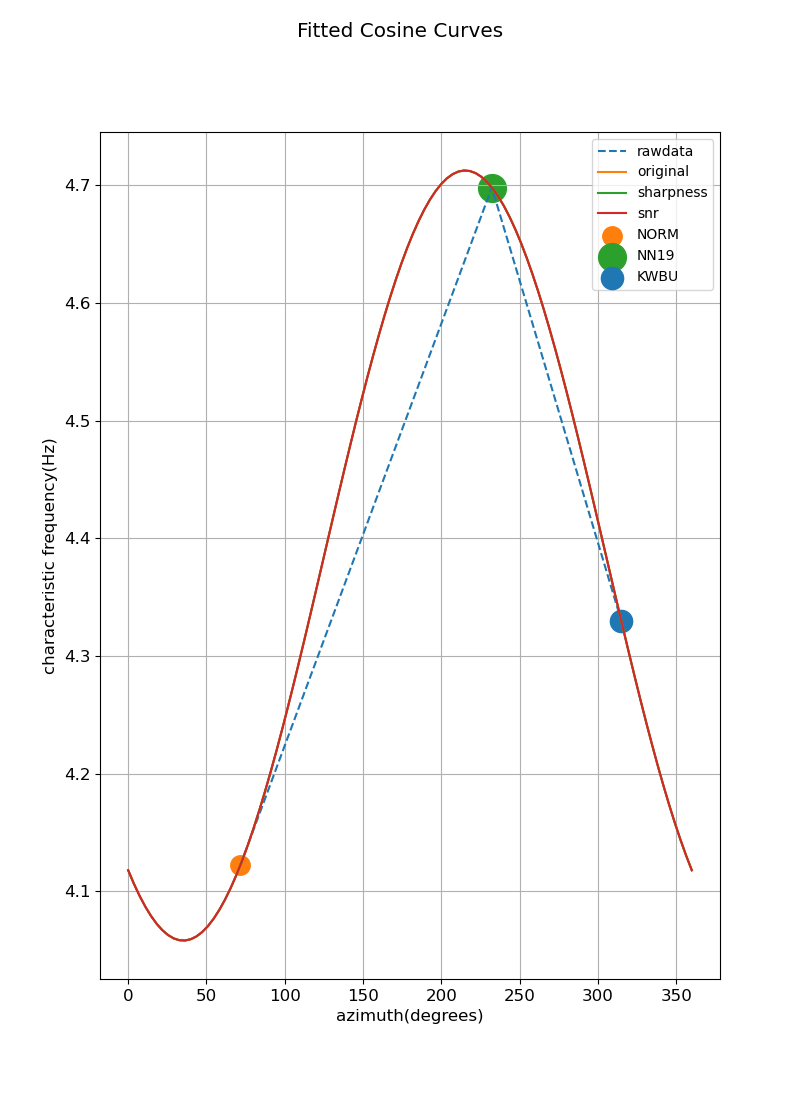 Fitted Cosine Curves
rawdata
original
sharpness
snr
NORM
NN19
KWBU
4.7
4.6
4.5
4.4
4.3
4.2
4.1
characteristic frequency(Hz)
0 50 100 150 200 250 300 350
azimuth(degrees)